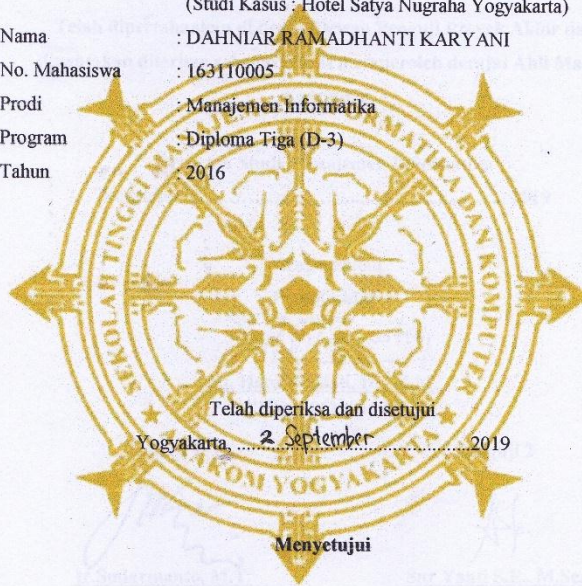 (Studi Kasus : Hotel Satya Nugraha Yogyakarta)
Nama : DAHNIAR RAMADHANTI KARYANI
No. Mahasiswa : 163110005
Prodi : Manajemen Informatika
Program : Diploma Tiga (D-3)
Tahun : 2016
SEKOLAH TINGGI MANAJEMEN INFORMATIKA DAN KOMPUTER
AKAKOM YOGYAKARTA
Telah diperiksa dan disetujui
Yogyakarta, 2 September 2019
Menyetujui